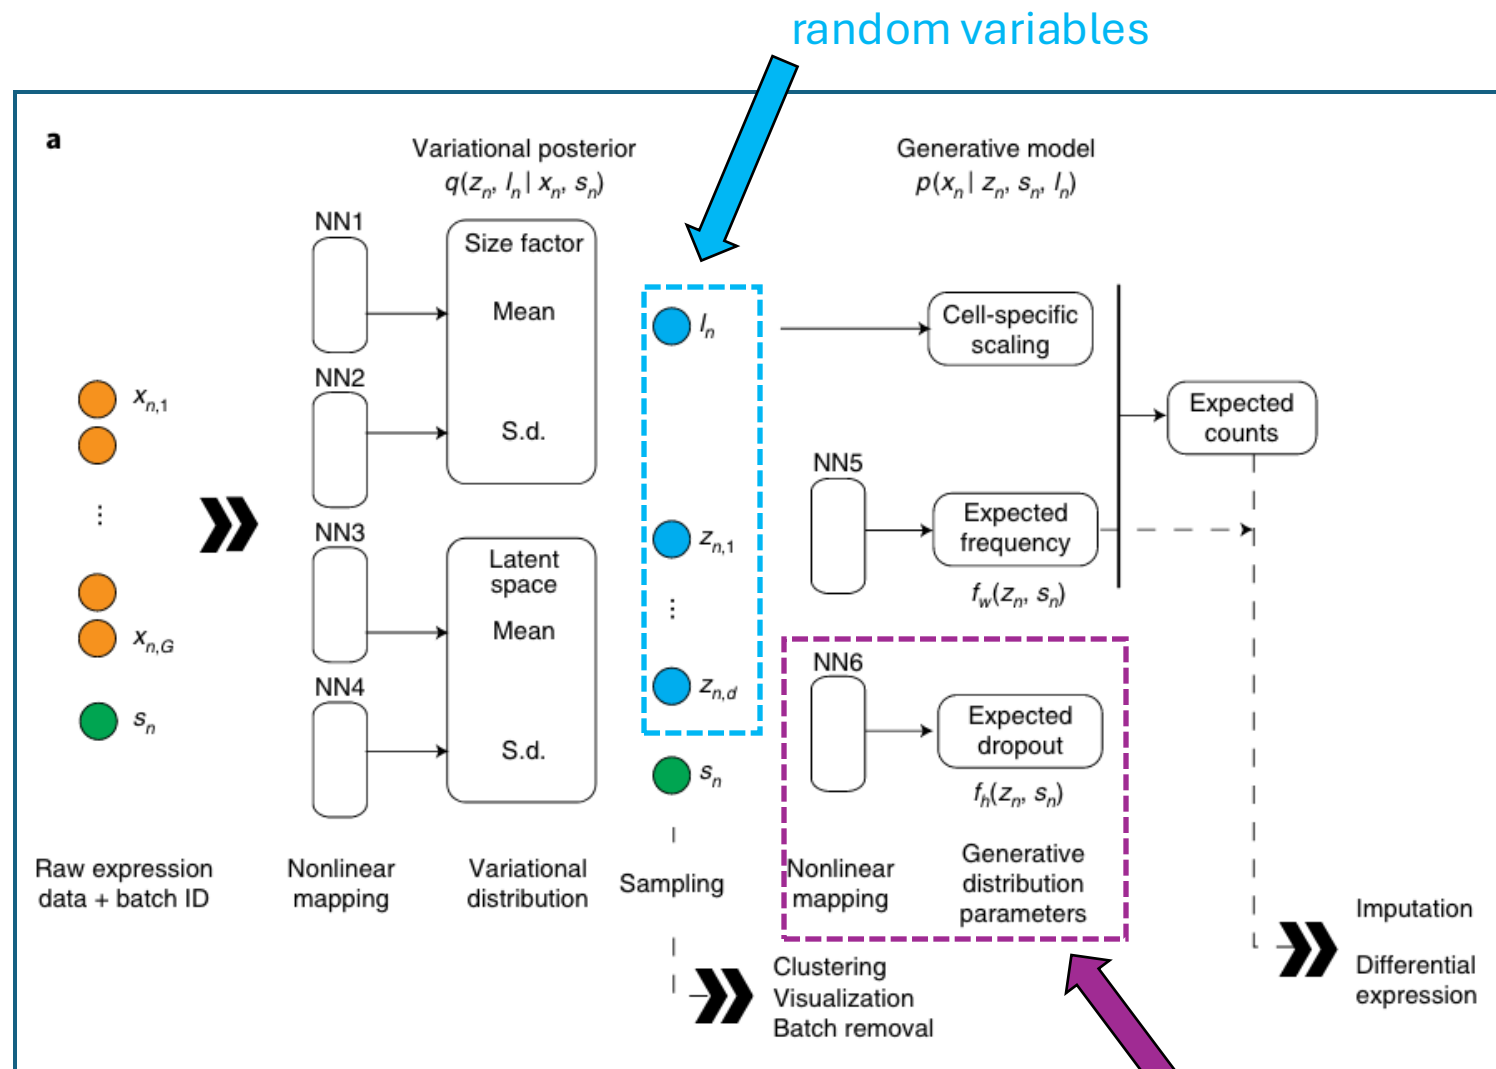 random variables
a
Variational posterior
q(zₙ, lₙ | xₙ, sₙ)
Generative model
p(xₙ | zₙ, sₙ, lₙ)
NN1
Size factor
Mean
NN2
S.d.
NN3
Latent
space
Mean
NN4
S.d.
xₙ,₁
⋮
xₙ,G
sₙ
lₙ
zₙ,₁
⋮
zₙ,d
sₙ
Cell-specific
scaling
NN5
Expected
frequency
f_w(zₙ, sₙ)
Expected
counts
NN6
Expected
dropout
f_h(zₙ, sₙ)
Raw expression
data + batch ID
Nonlinear
mapping
Variational
distribution
Sampling
Nonlinear
mapping
Generative
distribution
parameters
Clustering
Visualization
Batch removal
Imputation
Differential
expression